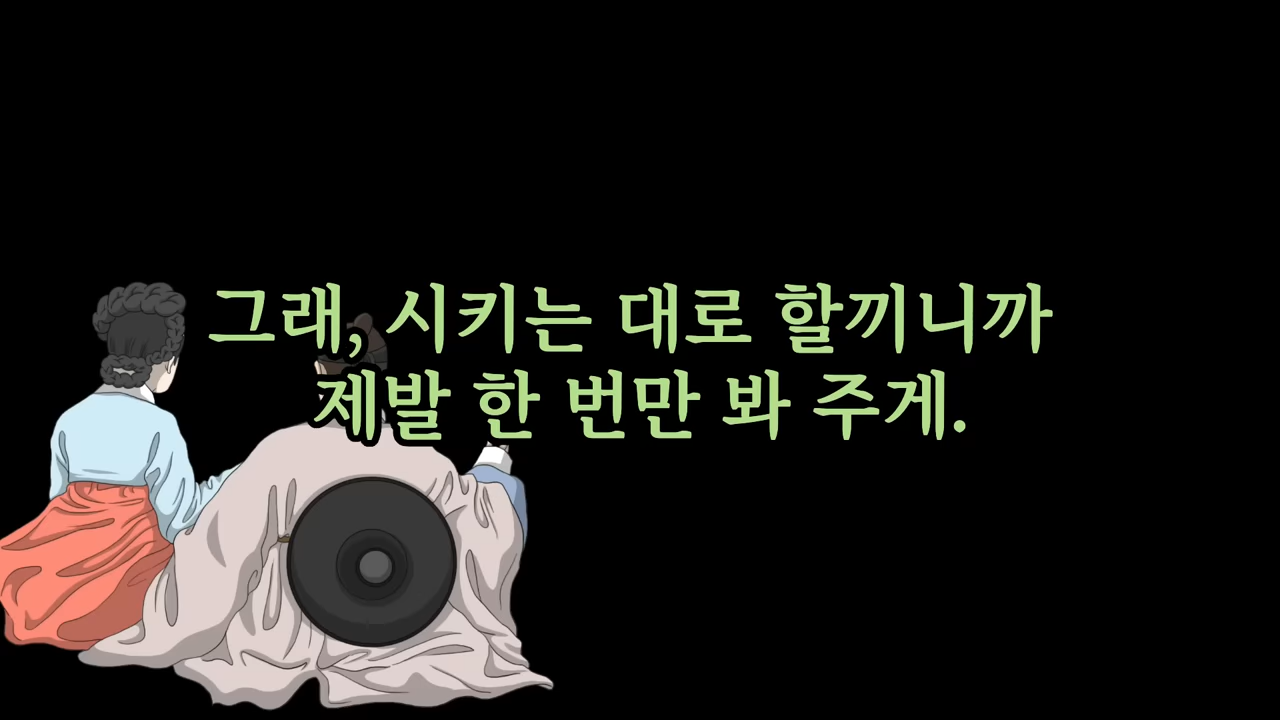 그래, 시키는 대로 할끼니까
제발 한 번만 봐 주게.